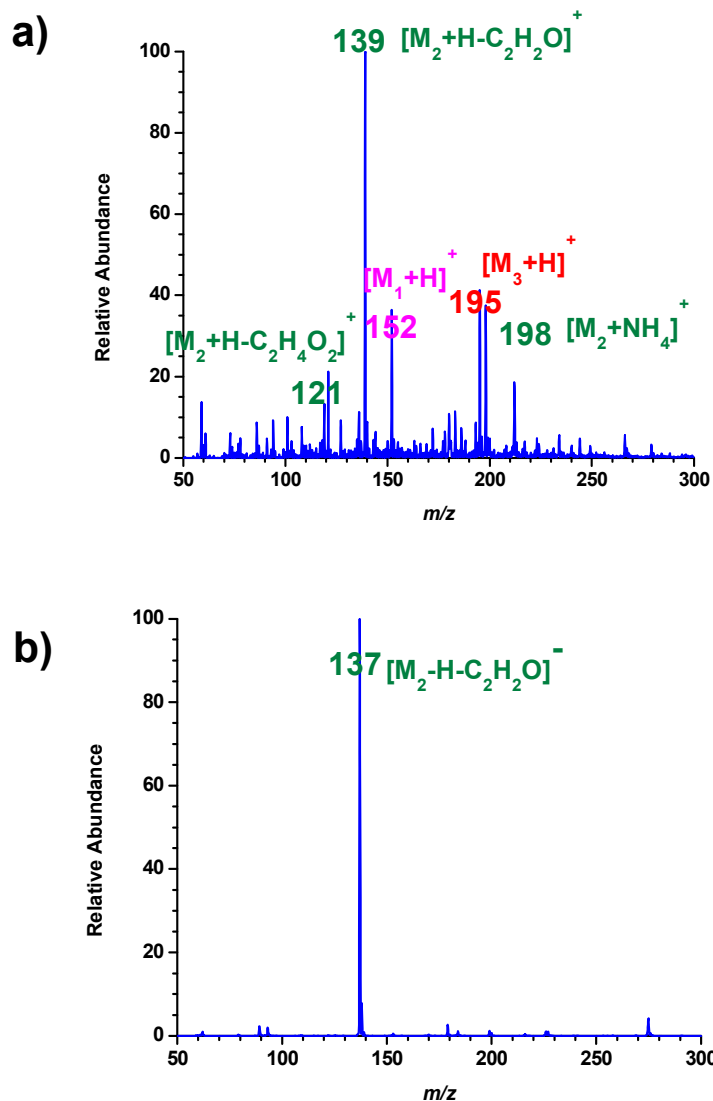 a)
139 [M₂+H-C₂H₂O]⁺
100
80
60
40
20
0
Relative Abundance
[M₁+H]⁺
152
[M₃+H]⁺
195
198 [M₂+NH₄]⁺
[M₂+H-C₂H₄O₂]⁺
121
50 100 150 200 250 300
m/z
b)
137 [M₂-H-C₂H₂O]⁻
100
80
60
40
20
0
Relative Abundance
50 100 150 200 250 300
m/z